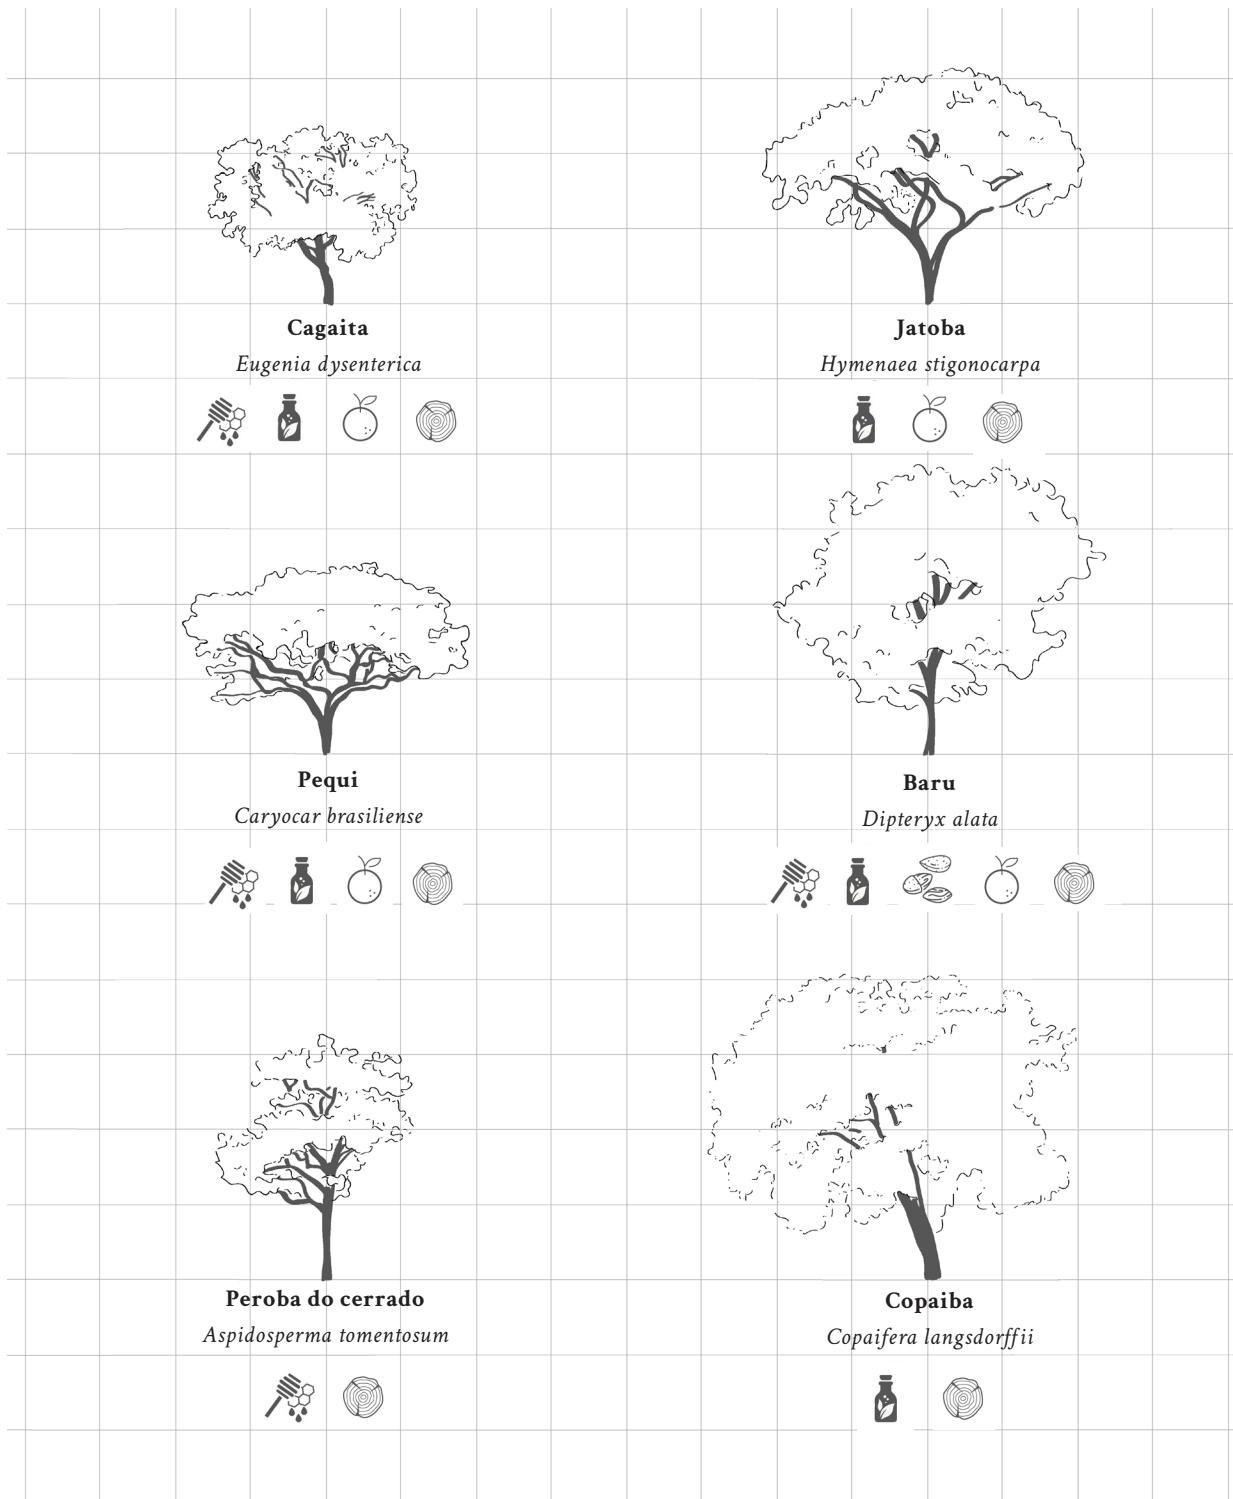 Cagaita
Eugenia dysenterica
Jatoba
Hymenaea stigonocarpa
Pequi
Caryocar brasiliense
Baru
Dipteryx alata
Peroba do cerrado
Aspidosperma tomentosum
Copaiba
Copaifera langsdorffii